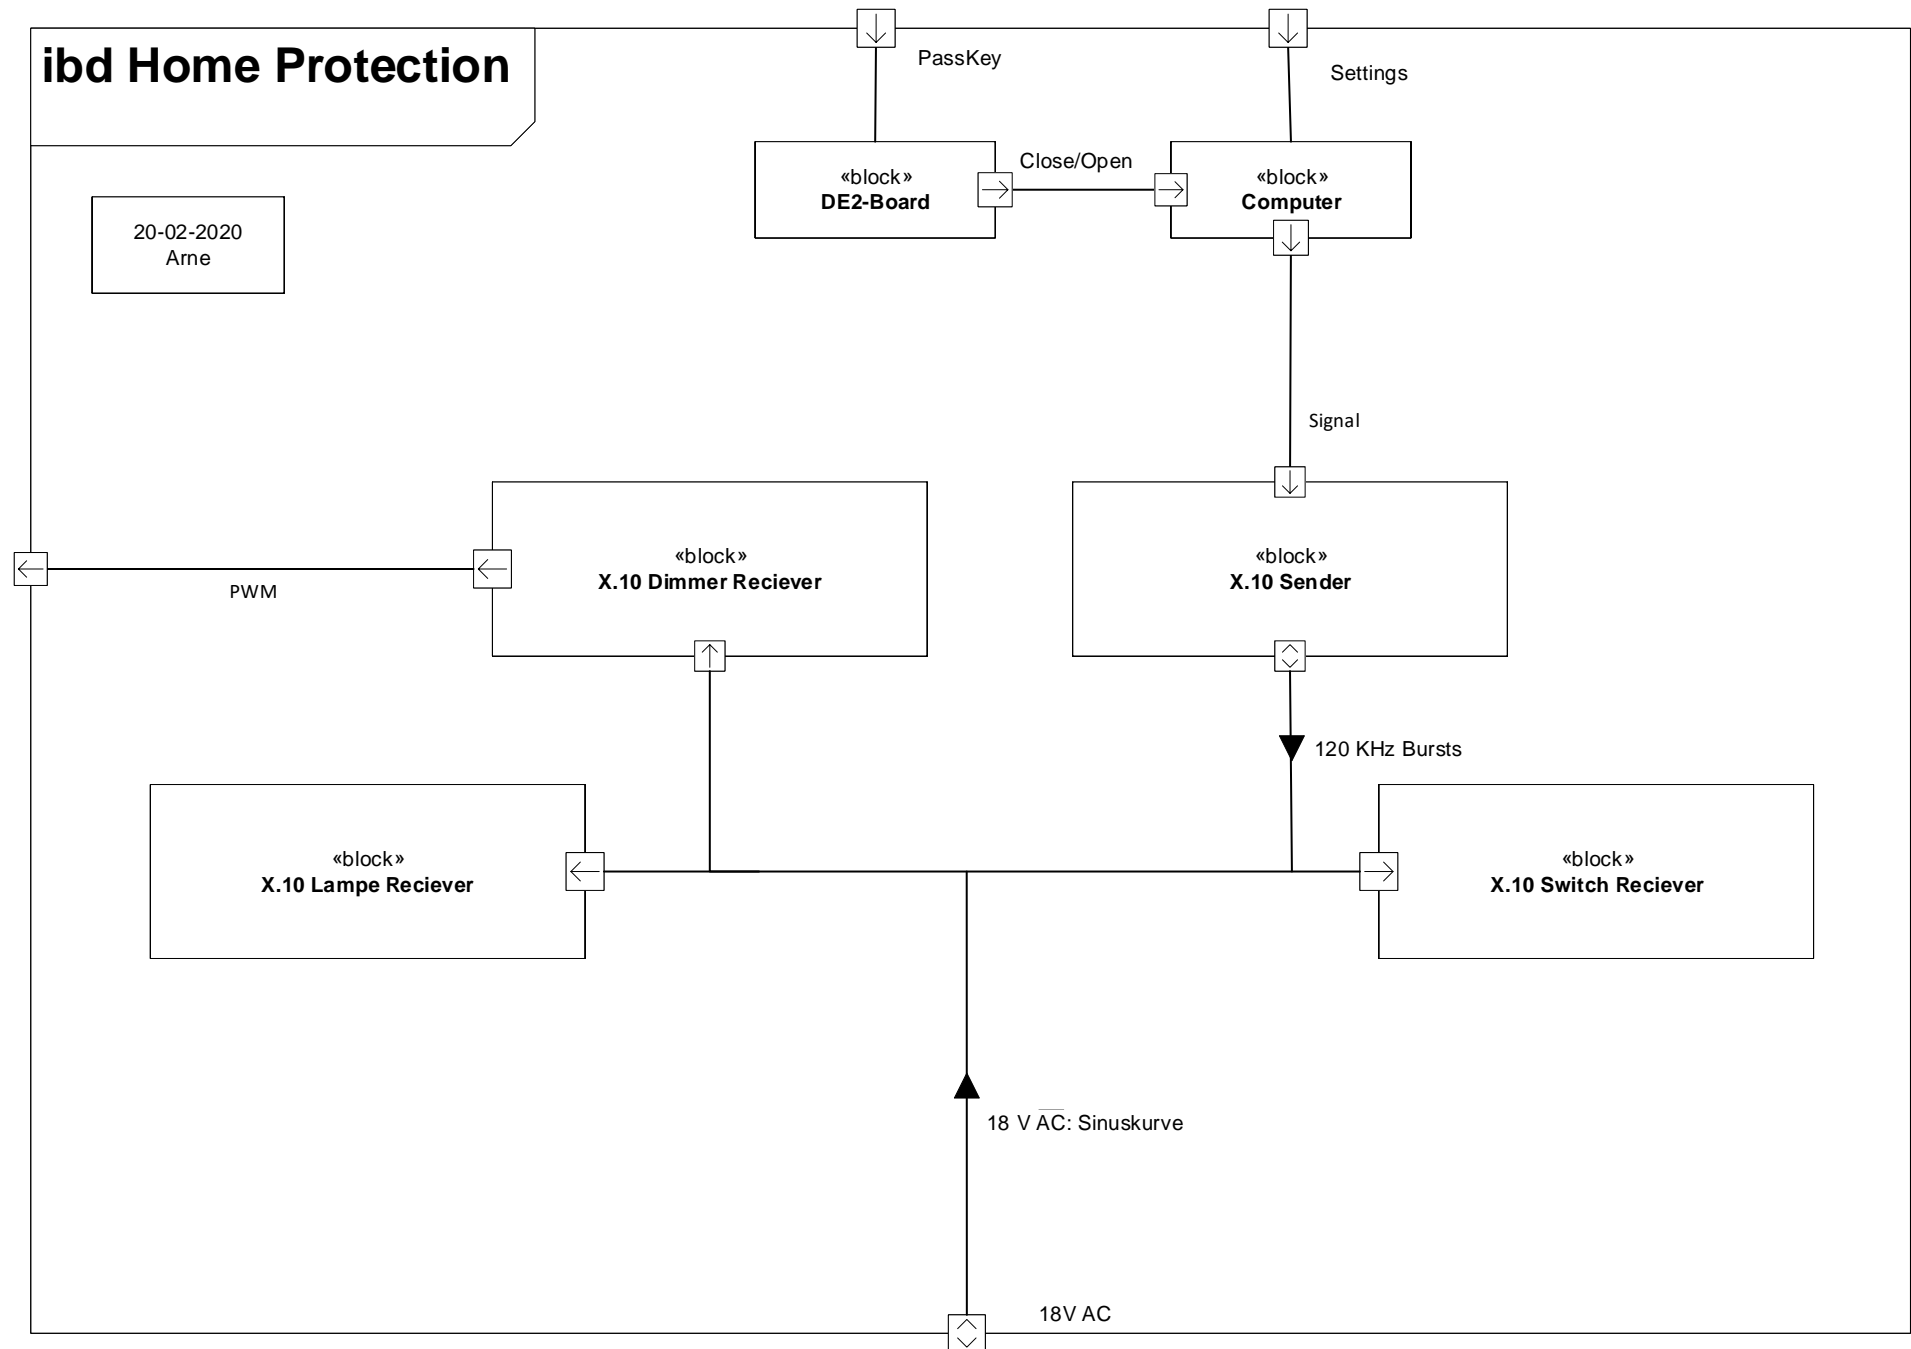 ibd Home Protection
PassKey
Settings
«block»
DE2-Board
Close/Open
«block»
Computer
20-02-2020
Arne
Signal
«block»
X.10 Dimmer Reciever
«block»
X.10 Sender
PWM
120 KHz Bursts
«block»
X.10 Lampe Reciever
«block»
X.10 Switch Reciever
18 V AC: Sinuskurve
18V AC